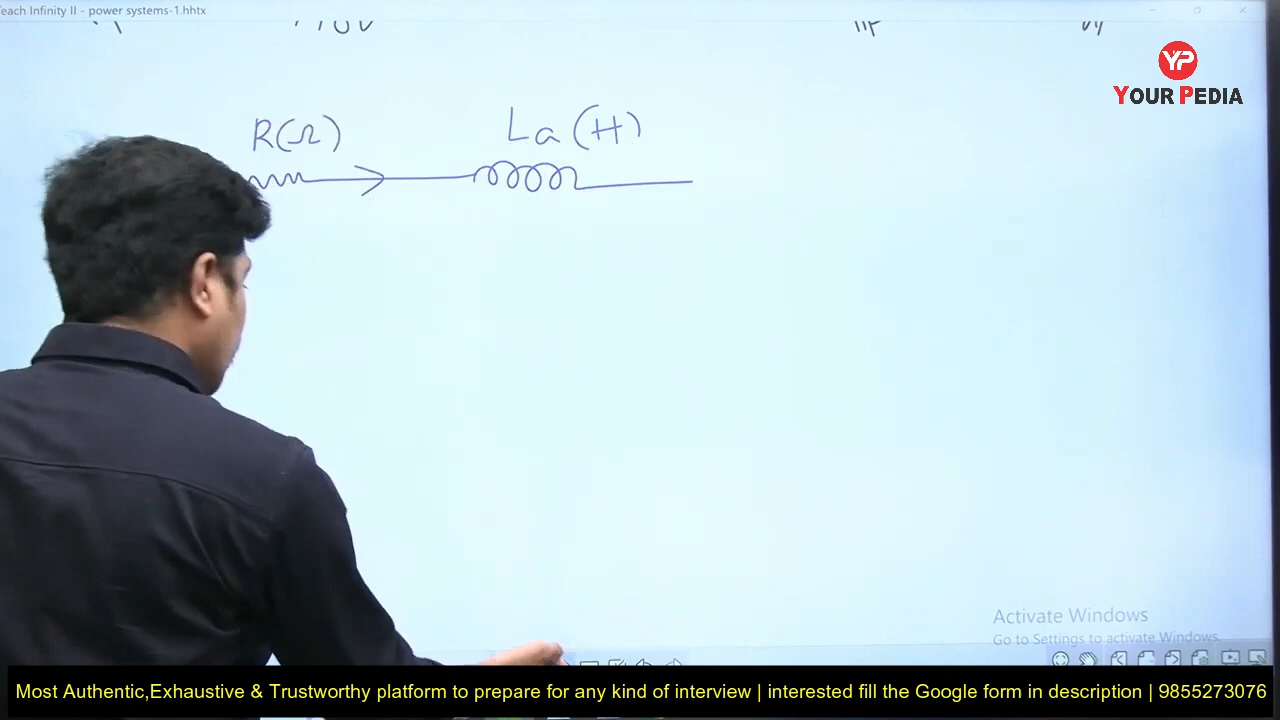 each Infinity II - power systems-1.hhtx
YP
YOUR PEDIA
R(Ω)
La (H)
Activate Windows
Go to Settings to activate Windows.
Most Authentic,Exhaustive & Trustworthy platform to prepare for any kind of interview | interested fill the Google form in description | 9855273076